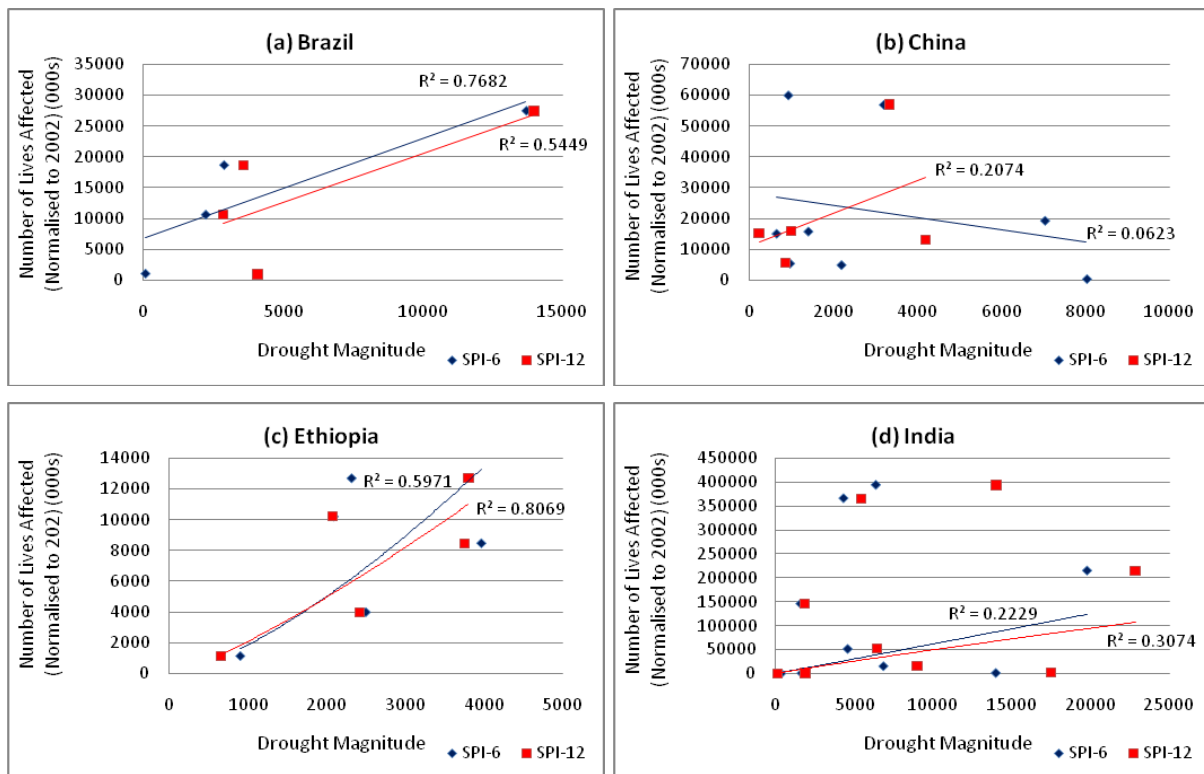 (a) Brazil
Number of Lives Affected
(Normalised to 2002) (000s)
35000
30000
25000
20000
15000
10000
5000
0
R² = 0.7682
R² = 0.5449
0 5000 10000 15000
Drought Magnitude
SPI-6 SPI-12
(b) China
Number of Lives Affected
(Normalised to 2002) (000s)
70000
60000
50000
40000
30000
20000
10000
0
R² = 0.2074
R² = 0.0623
0 2000 4000 6000 8000 10000
Drought Magnitude
SPI-6 SPI-12
(c) Ethiopia
Number of Lives Affected
(Normalised to 202) (000s)
14000
12000
10000
8000
6000
4000
2000
0
R² = 0.5971
R² = 0.8069
0 1000 2000 3000 4000 5000
Drought Magnitude
SPI-6 SPI-12
(d) India
Number of Lives Affected
(Normalised to 2002) (000s)
450000
400000
350000
300000
250000
200000
150000
100000
50000
0
R² = 0.2229
R² = 0.3074
0 5000 10000 15000 20000 25000
Drought Magnitude
SPI-6 SPI-12